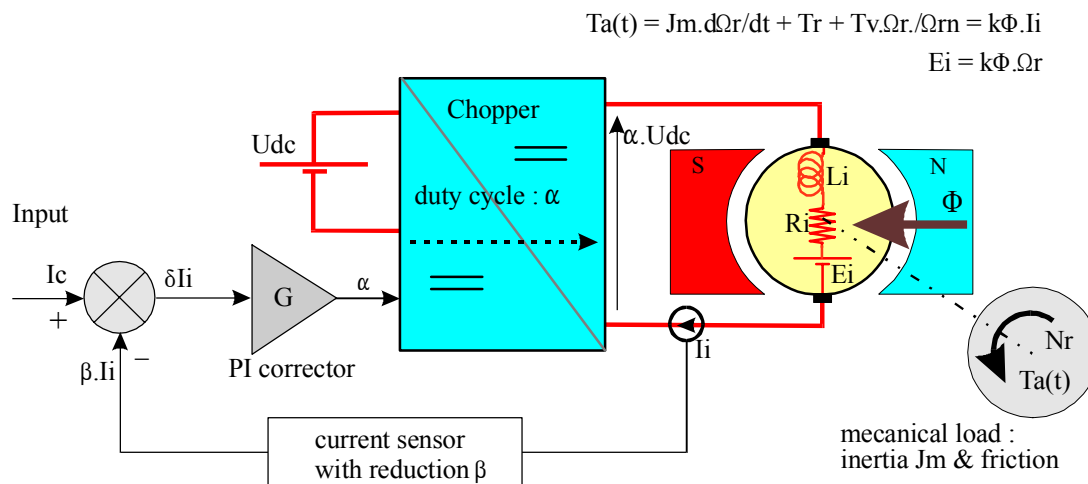 Ta(t) = Jm.dΩr/dt + Tr + Tv.Ωr./Ωrn = kΦ.Ii
Ei = kΦ.Ωr
Chopper
Udc
α.Udc
S
N
Li
duty cycle : α
Φ
Input
Ri
Ic
δIi
G
α
Ei
+
−
Ii
Nr
β.Ii
PI corrector
Ta(t)
current sensor
with reduction β
mecanical load :
inertia Jm & friction